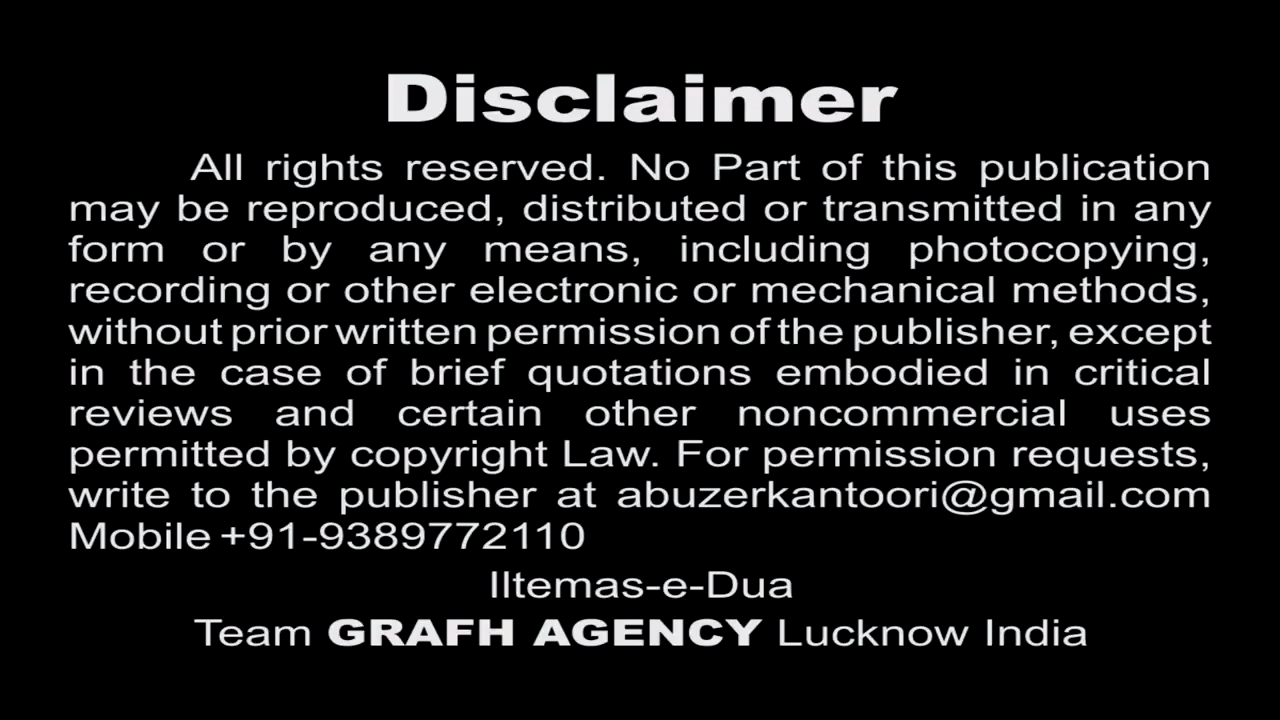 Disclaimer
All rights reserved. No Part of this publication
may be reproduced, distributed or transmitted in any
form or by any means, including photocopying,
recording or other electronic or mechanical methods,
without prior written permission of the publisher, except
in the case of brief quotations embodied in critical
reviews and certain other noncommercial uses
permitted by copyright Law. For permission requests,
write to the publisher at abuzerkantoori@gmail.com
Mobile +91-9389772110
Iltemas-e-Dua
Team GRAFH AGENCY Lucknow India